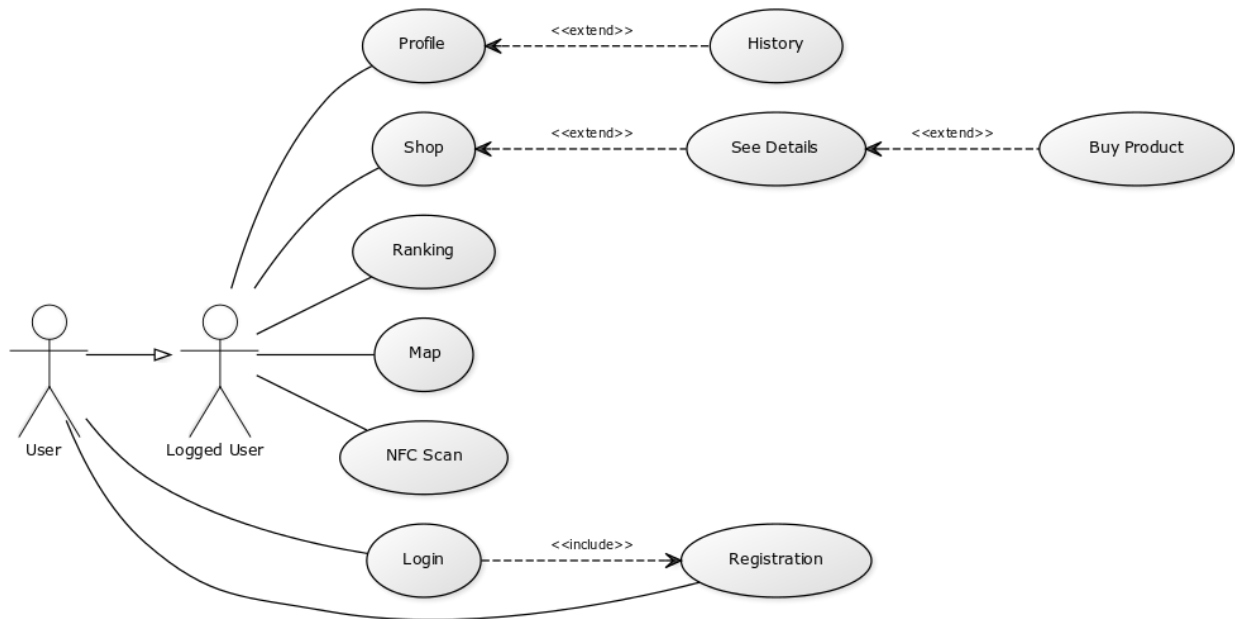 Profile
<<extend>>
History
Shop
<<extend>>
See Details
<<extend>>
Buy Product
Ranking
Map
User
Logged User
NFC Scan
Login
<<include>>
Registration